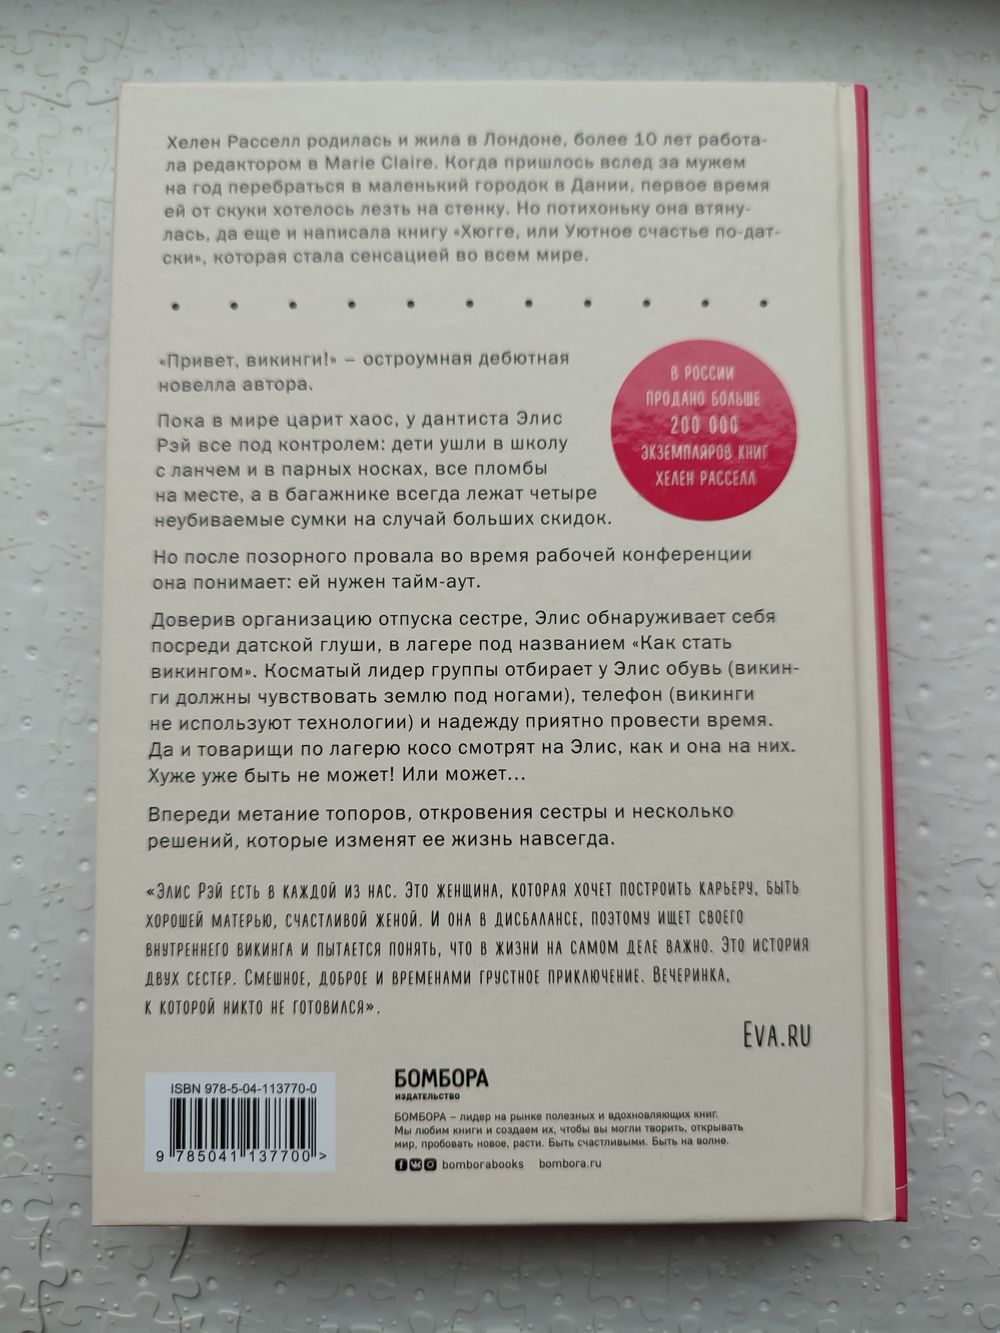 Хелен Расселл родилась и жила в Лондоне, более 10 лет работа-
ла редактором в Marie Claire. Когда пришлось вслед за мужем
на год перебраться в маленький городок в Дании, первое время
ей от скуки хотелось лезть на стенку. Но потихоньку она втяну-
лась, да еще и написала книгу «Хюгге, или Уютное счастье по-дат-
ски», которая стала сенсацией во всем мире.
«Привет, викинги!» – остроумная дебютная
новелла автора.
Пока в мире царит хаос, у дантиста Элис
Рэй все под контролем: дети ушли в школу
с ланчем и в парных носках, все пломбы
на месте, а в багажнике всегда лежат четыре
неубиваемые сумки на случай больших скидок.
В РОССИИ
ПРОДАНО БОЛЬШЕ
200 000
ЭКЗЕМПЛЯРОВ КНИГ
ХЕЛЕН РАССЕЛЛ
Но после позорного провала во время рабочей конференции
она понимает: ей нужен тайм-аут.
Доверив организацию отпуска сестре, Элис обнаруживает себя
посреди датской глуши, в лагере под названием «Как стать
викингом». Косматый лидер группы отбирает у Элис обувь (викин-
ги должны чувствовать землю под ногами), телефон (викинги
не используют технологии) и надежду приятно провести время.
Да и товарищи по лагерю косо смотрят на Элис, как и она на них.
Хуже уже быть не может! Или может...
Впереди метание топоров, откровения сестры и несколько
решений, которые изменят ее жизнь навсегда.
«Элис Рэй есть в каждой из нас. Это женщина, которая хочет построить карьеру, быть
хорошей матерью, счастливой женой. И она в дисбалансе, поэтому ищет своего
внутреннего викинга и пытается понять, что в жизни на самом деле важно. Это история
двух сестер. Смешное, доброе и временами грустное приключение. Вечеринка,
к которой никто не готовился».
Eva.ru
ISBN 978-5-04-113770-0
9 785041 137700 >
БОМБОРА
ИЗДАТЕЛЬСТВО
БОМБОРА – лидер на рынке полезных и вдохновляющих книг.
Мы любим книги и создаем их, чтобы вы могли творить, открывать
мир, пробовать новое, расти. Быть счастливыми. Быть на волне.
bomborabooks bombora.ru